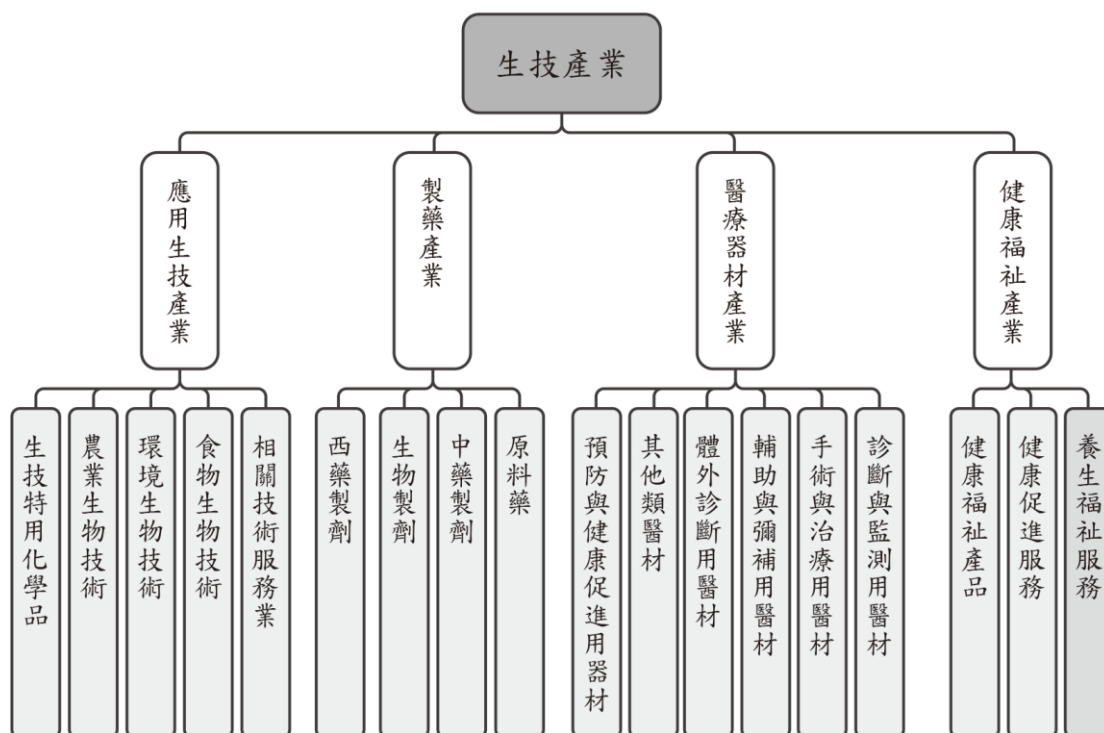 生技產業
應用生技產業
製藥產業
醫療器材產業
健康福祉產業
生技特用化學品
農業生物技術
環境生物技術
食物生物技術
相關技術服務業
西藥製劑
生物製劑
中藥製劑
原料藥
預防與健康促進用器材
其他類醫材
體外診斷用醫材
輔助與彌補用醫材
手術與治療用醫材
診斷與監測用醫材
健康福祉產品
健康促進服務
養生福祉服務